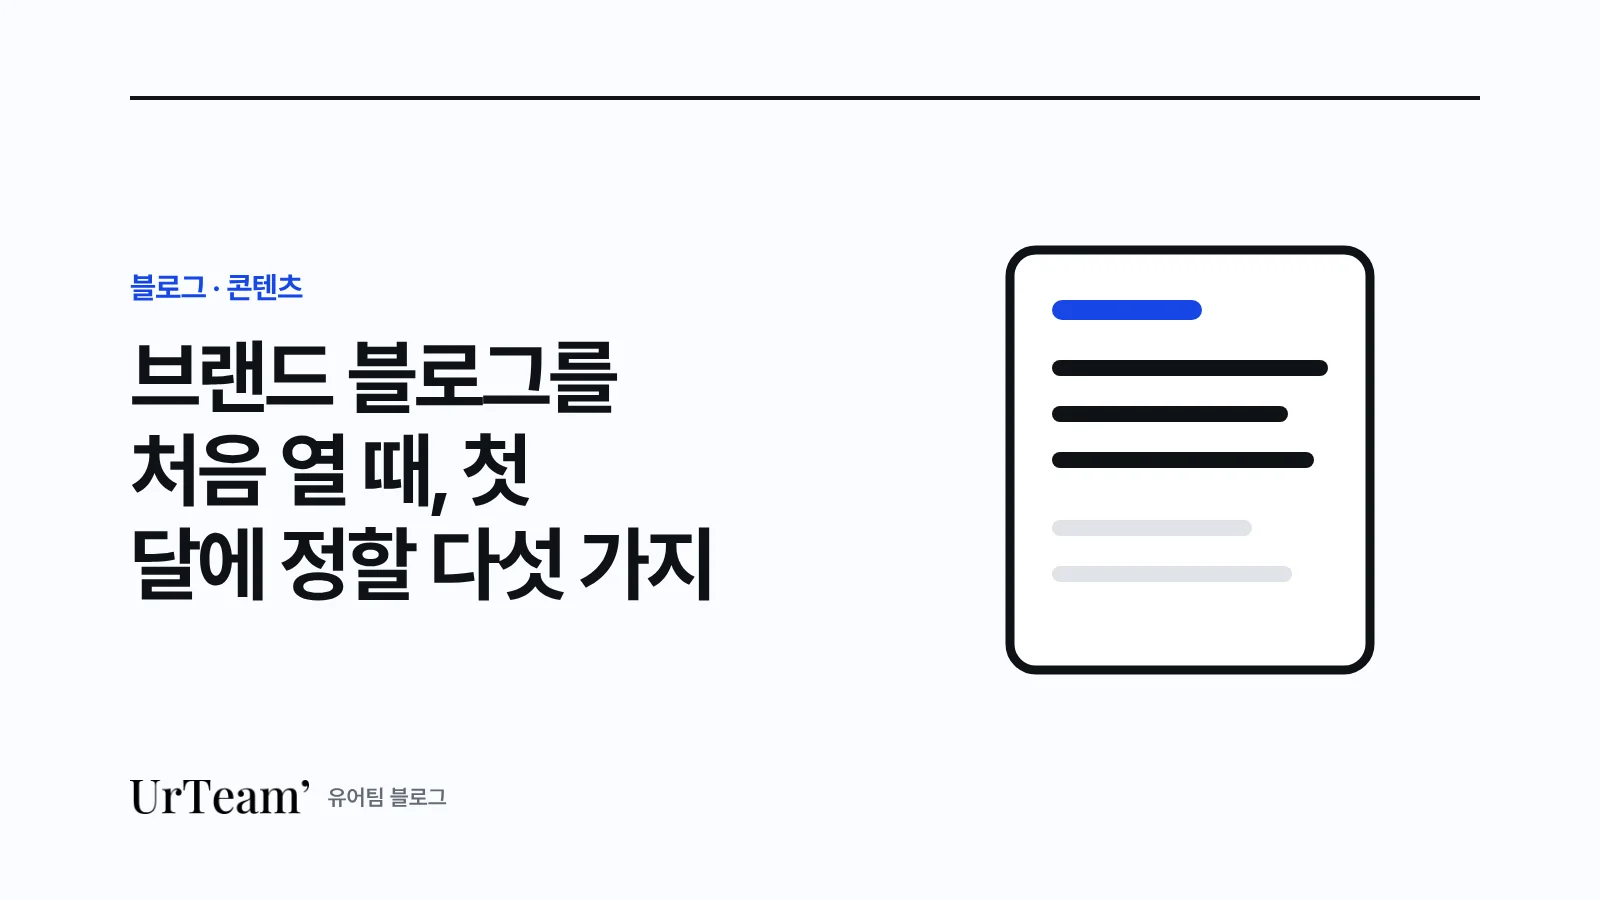 블로그 · 콘텐츠
브랜드 블로그를
처음 열 때, 첫
달에 정할 다섯 가지
UrTeam’ 유어팀 블로그